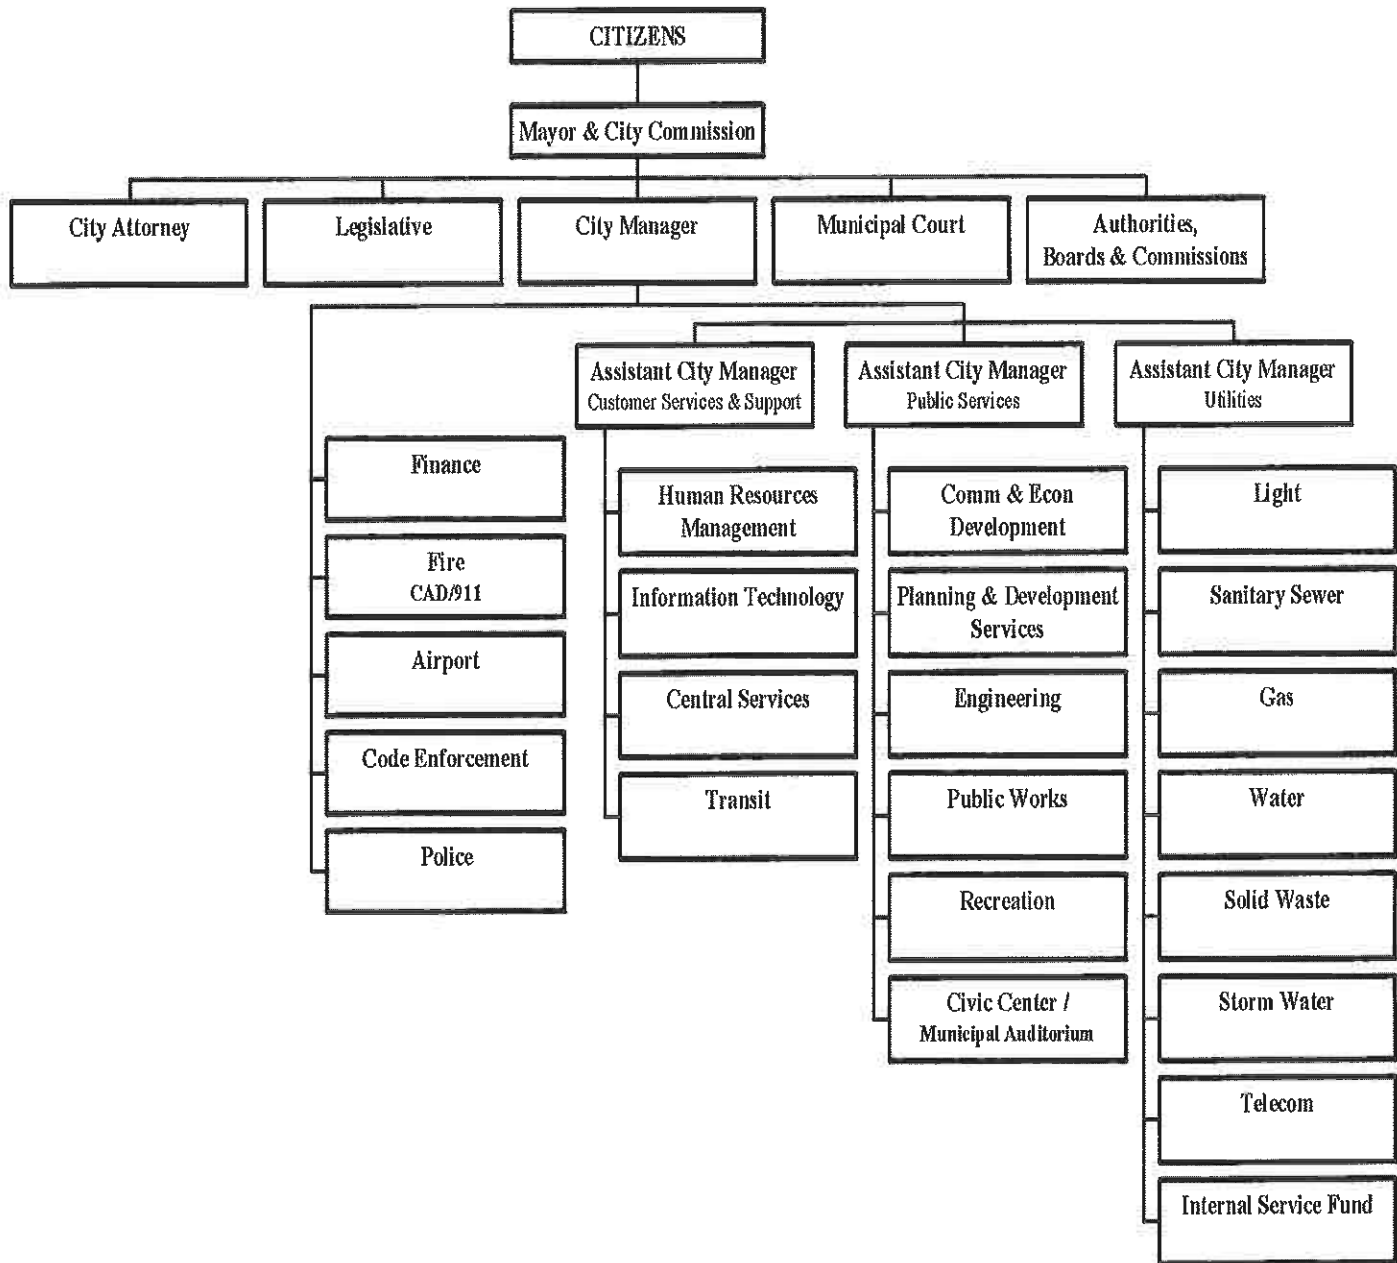 CITIZENS
Mayor & City Commission
City Attorney
Legislative
City Manager
Municipal Court
Authorities,
Boards & Commissions
Assistant City Manager
Customer Services & Support
Assistant City Manager
Public Services
Assistant City Manager
Utilities
Finance
Fire
CAD/911
Airport
Code Enforcement
Police
Human Resources
Management
Information Technology
Central Services
Transit
Comm & Econ
Development
Planning & Development
Services
Engineering
Public Works
Recreation
Civic Center /
Municipal Auditorium
Light
Sanitary Sewer
Gas
Water
Solid Waste
Storm Water
Telecom
Internal Service Fund